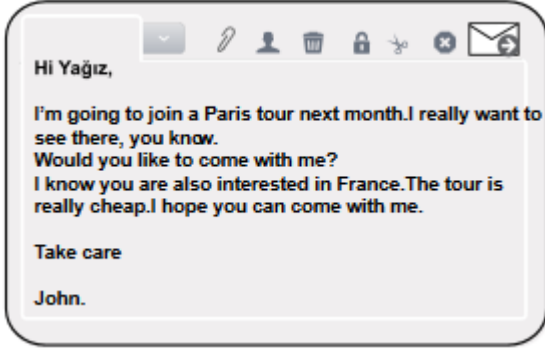 Hi Yağız,
I'm going to join a Paris tour next month.I really want to
see there, you know.
Would you like to come with me?
I know you are also interested in France.The tour is
really cheap.I hope you can come with me.
Take care
John.